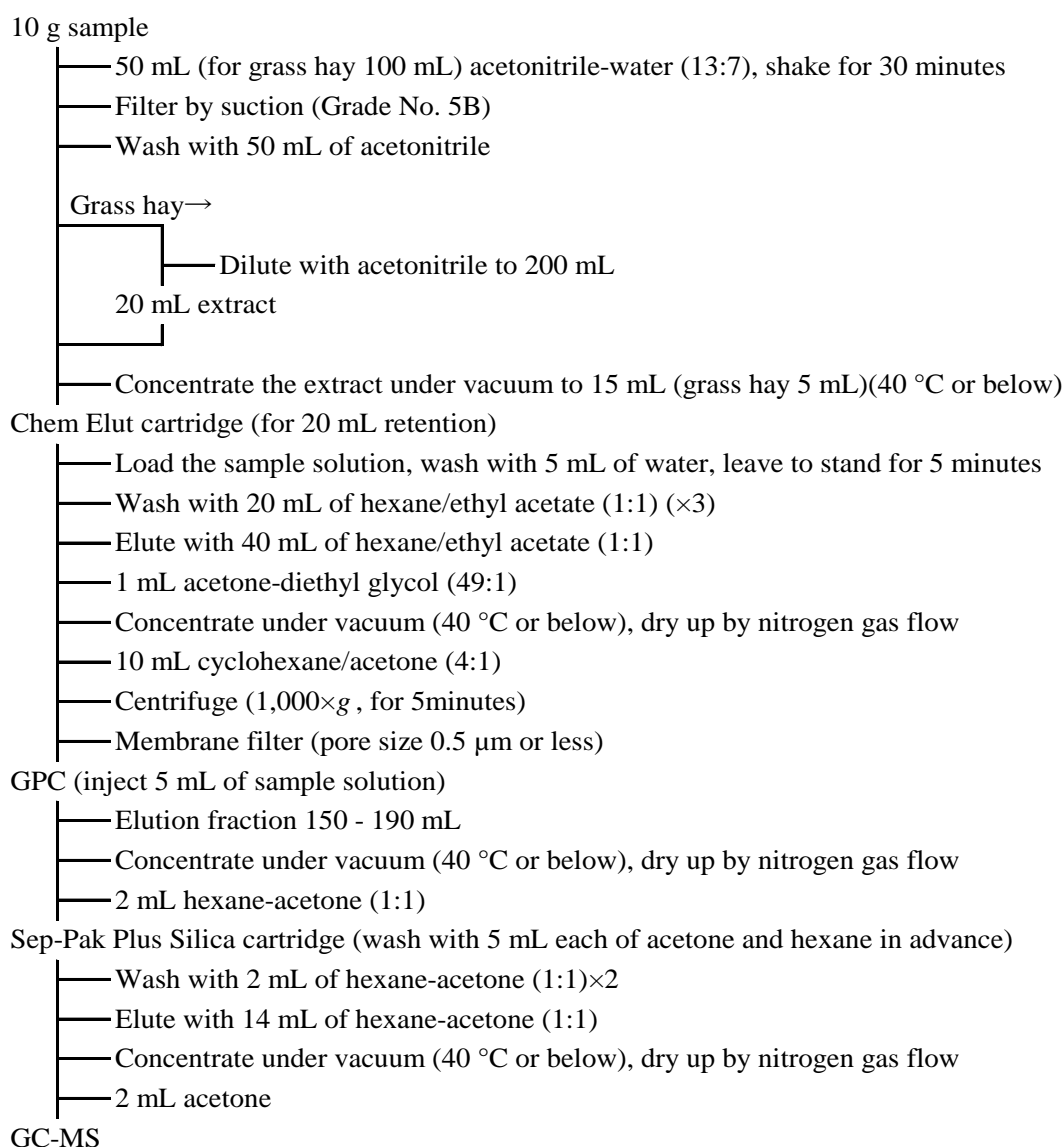 10 g sample
50 mL (for grass hay 100 mL) acetonitrile-water (13:7), shake for 30 minutes
Filter by suction (Grade No. 5B)
Wash with 50 mL of acetonitrile
Grass hay→
Dilute with acetonitrile to 200 mL
20 mL extract
Concentrate the extract under vacuum to 15 mL (grass hay 5 mL)(40 °C or below)
Chem Elut cartridge (for 20 mL retention)
Load the sample solution, wash with 5 mL of water, leave to stand for 5 minutes
Wash with 20 mL of hexane/ethyl acetate (1:1) (×3)
Elute with 40 mL of hexane/ethyl acetate (1:1)
1 mL acetone-diethyl glycol (49:1)
Concentrate under vacuum (40 °C or below), dry up by nitrogen gas flow
10 mL cyclohexane/acetone (4:1)
Centrifuge (1,000×g , for 5minutes)
Membrane filter (pore size 0.5 µm or less)
GPC (inject 5 mL of sample solution)
Elution fraction 150 - 190 mL
Concentrate under vacuum (40 °C or below), dry up by nitrogen gas flow
2 mL hexane-acetone (1:1)
Sep-Pak Plus Silica cartridge (wash with 5 mL each of acetone and hexane in advance)
Wash with 2 mL of hexane-acetone (1:1)×2
Elute with 14 mL of hexane-acetone (1:1)
Concentrate under vacuum (40 °C or below), dry up by nitrogen gas flow
2 mL acetone
GC-MS